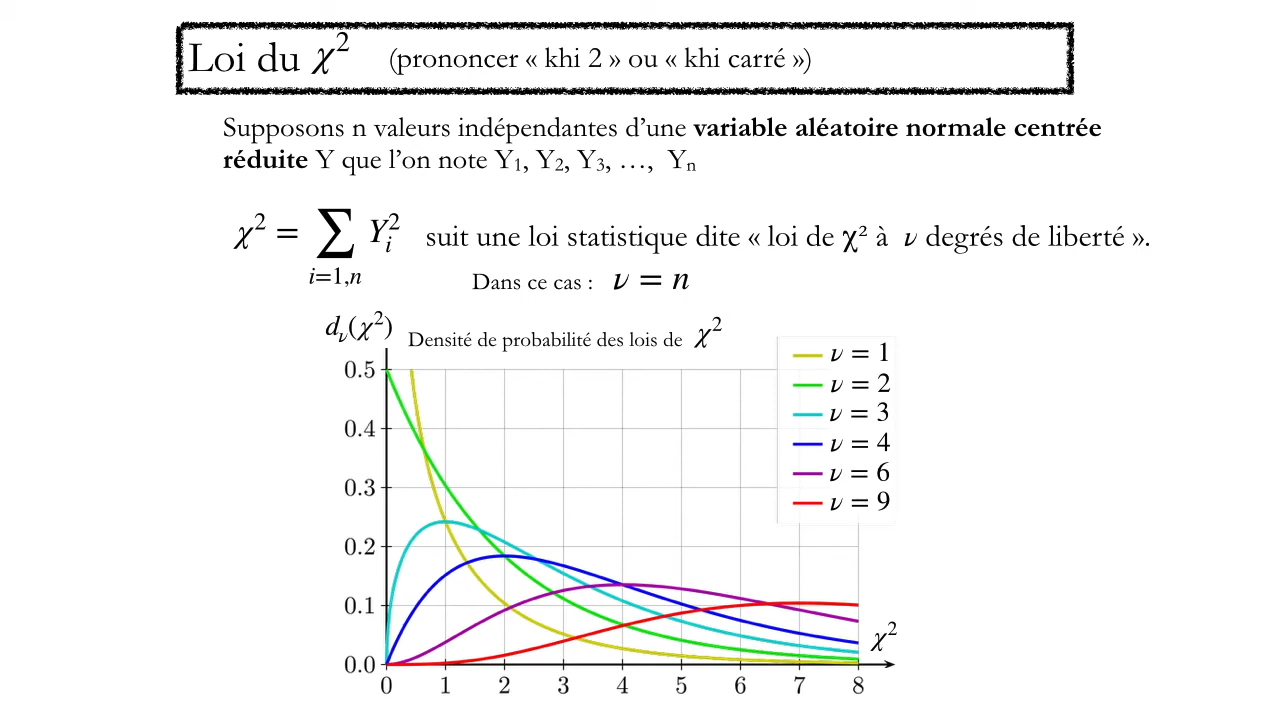 Loi du χ² (prononcer « khi 2 » ou « khi carré »)
Supposons n valeurs indépendantes d’une variable aléatoire normale centrée
réduite Y que l’on note Y₁, Y₂, Y₃, …, Yₙ
χ² = ∑ Yᵢ² suit une loi statistique dite « loi de χ² à ν degrés de liberté ».
i=1,n
Dans ce cas : ν = n
dᵥ(χ²) Densité de probabilité des lois de χ²
ν = 1
ν = 2
ν = 3
ν = 4
ν = 6
ν = 9
0.5
0.4
0.3
0.2
0.1
0.0
χ²
0 1 2 3 4 5 6 7 8